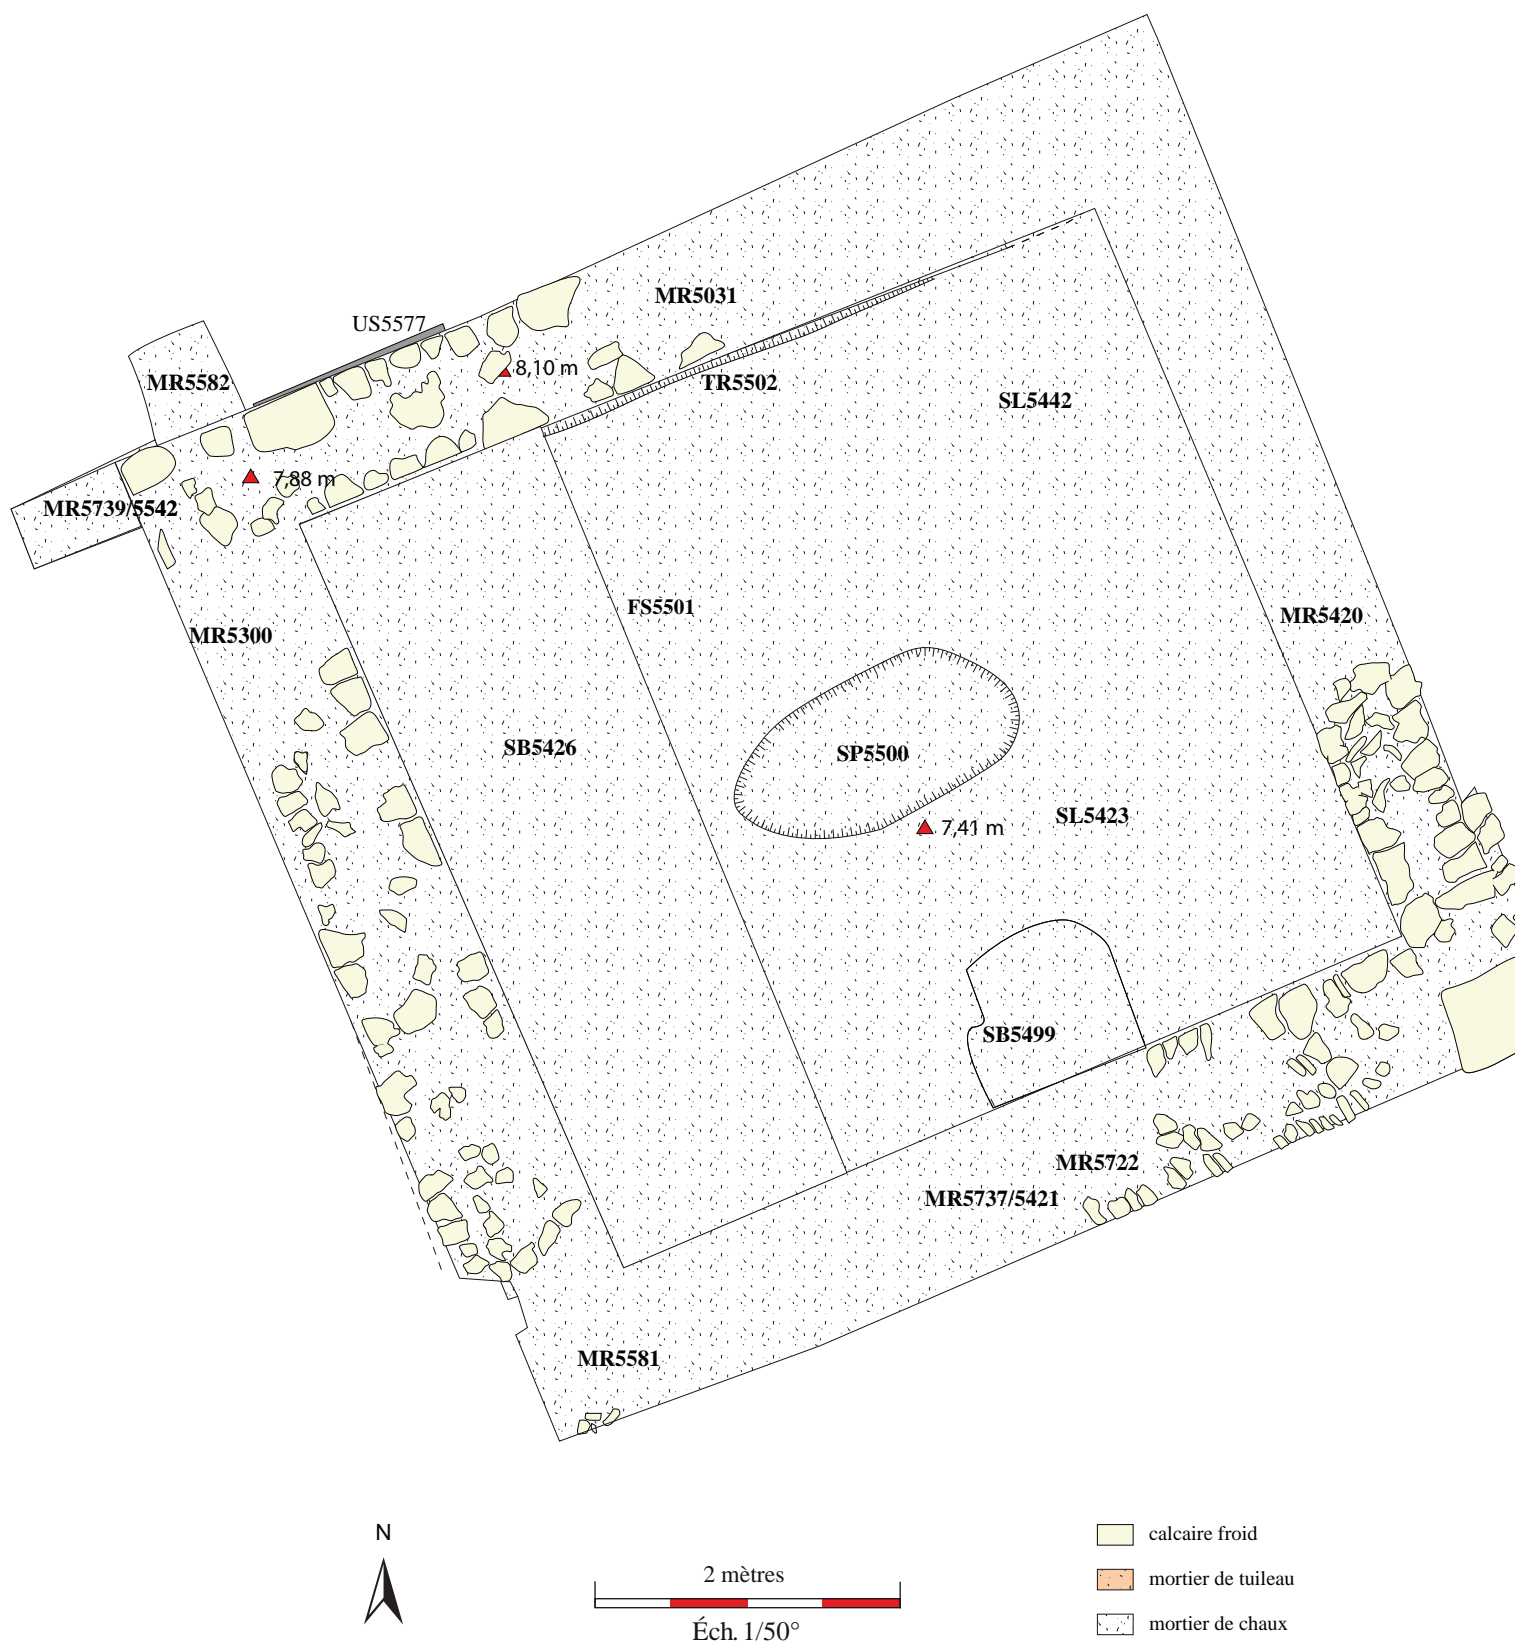 MR5031
US5577
8,10 m
MR5582
TR5502
SL5442
7,88 m
MR5739/5542
FS5501
MR5420
MR5300
SB5426
SP5500
SL5423
7,41 m
SB5499
MR5722
MR5737/5421
MR5581
N
2 mètres
Éch. 1/50°
calcaire froid
mortier de tuileau
mortier de chaux